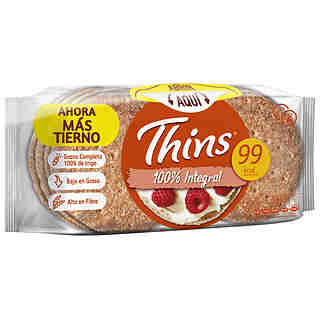 AQUÍ
AHORA
MÁS
TIERNO
Thins
Grano Completo
100% de trigo
Bajo en Grasa
Alto en Fibra
99
100% Integral